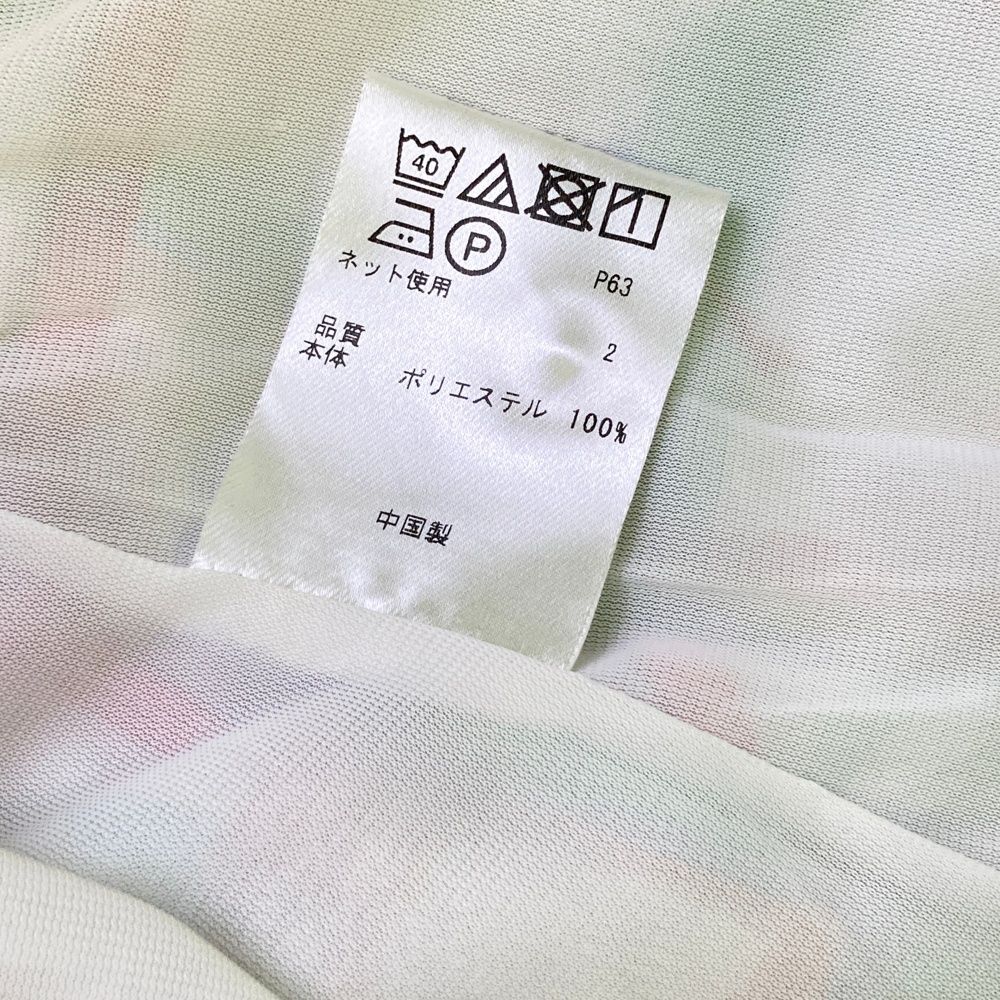 40
P
ネット使用 P63
品質 2
本体 ポリエステル 100%
中国製